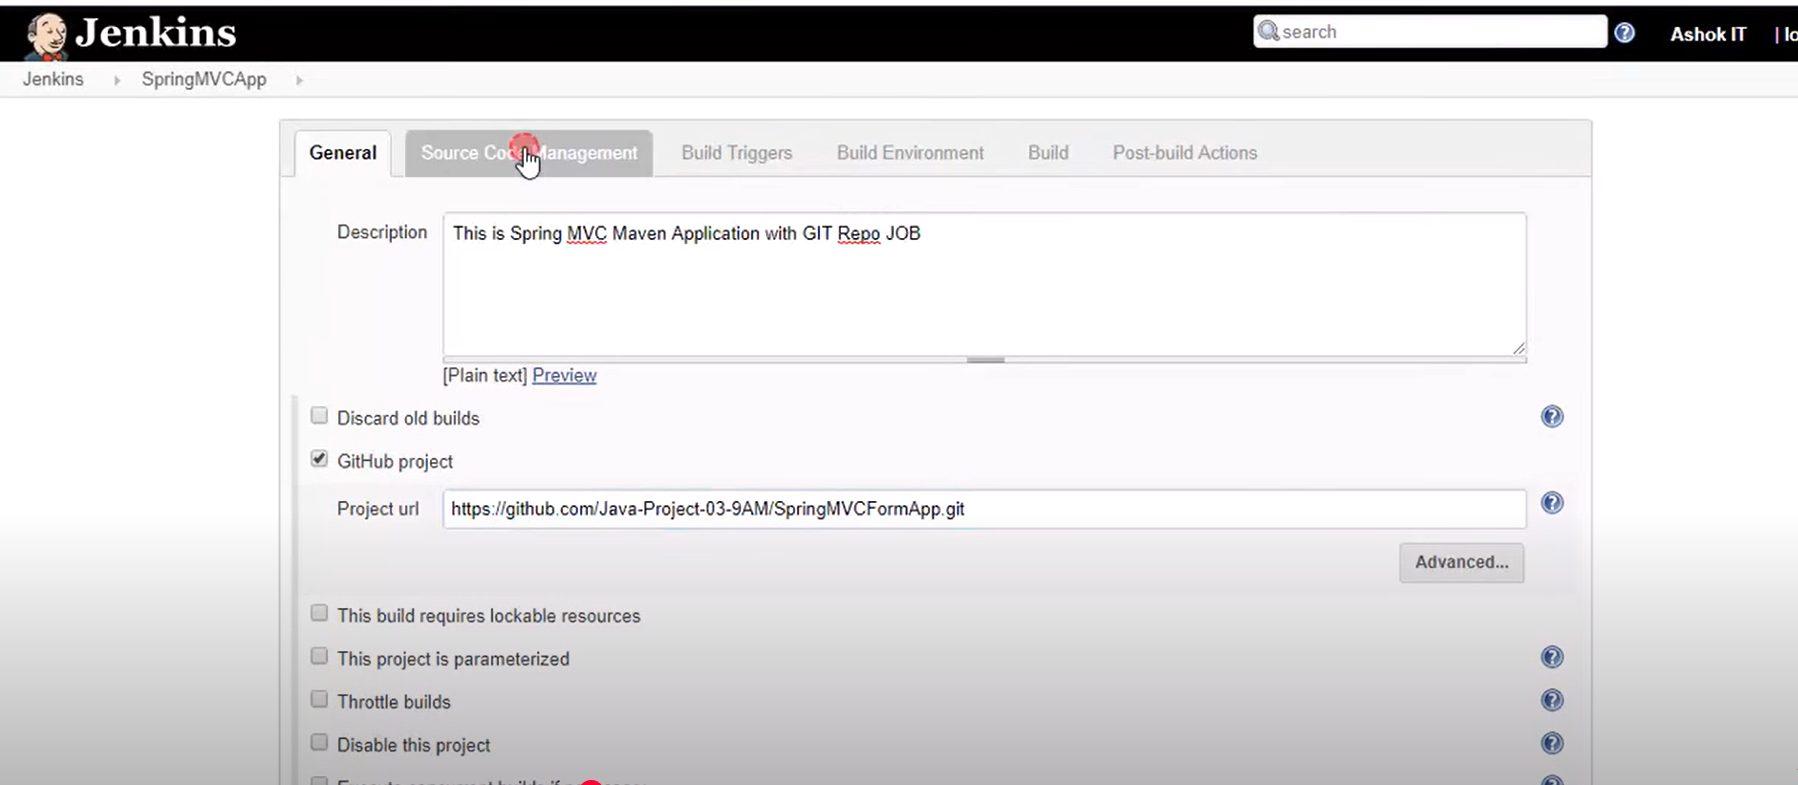 Jenkins
search
Ashok IT
| lo
Jenkins
SpringMVCApp
General
Source Code Management
Build Triggers
Build Environment
Build
Post-build Actions
Description
This is Spring MVC Maven Application with GIT Repo JOB
[Plain text] Preview
Discard old builds
GitHub project
Project url
https://github.com/Java-Project-03-9AM/SpringMVCFormApp.git
Advanced...
This build requires lockable resources
This project is parameterized
Throttle builds
Disable this project